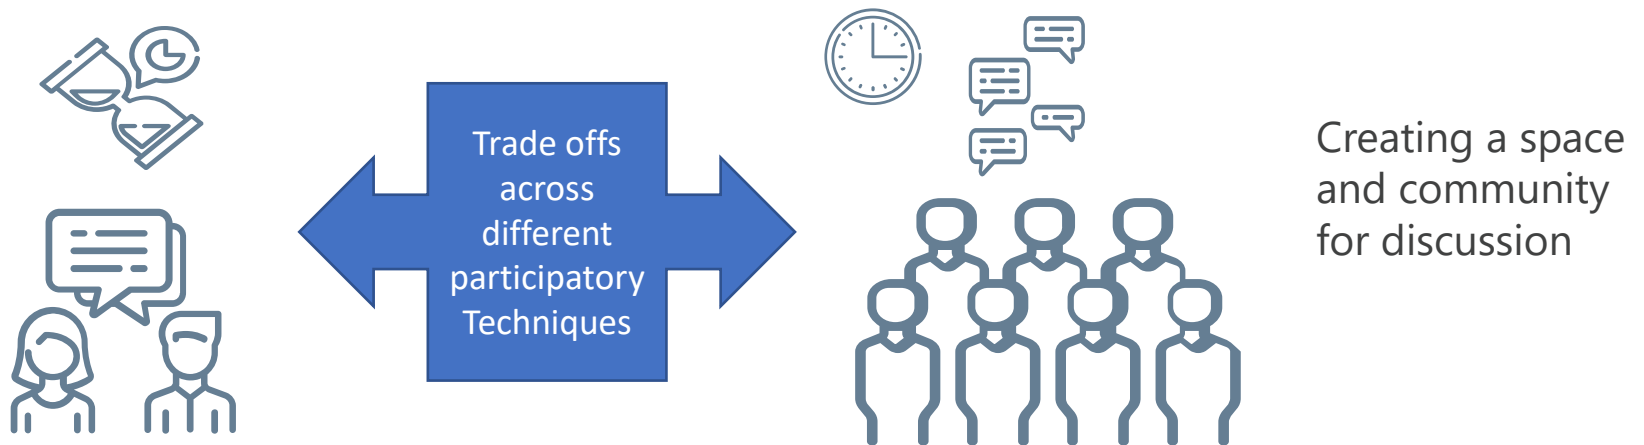 Trade offs
across
different
participatory
Techniques
Creating a space
and community
for discussion